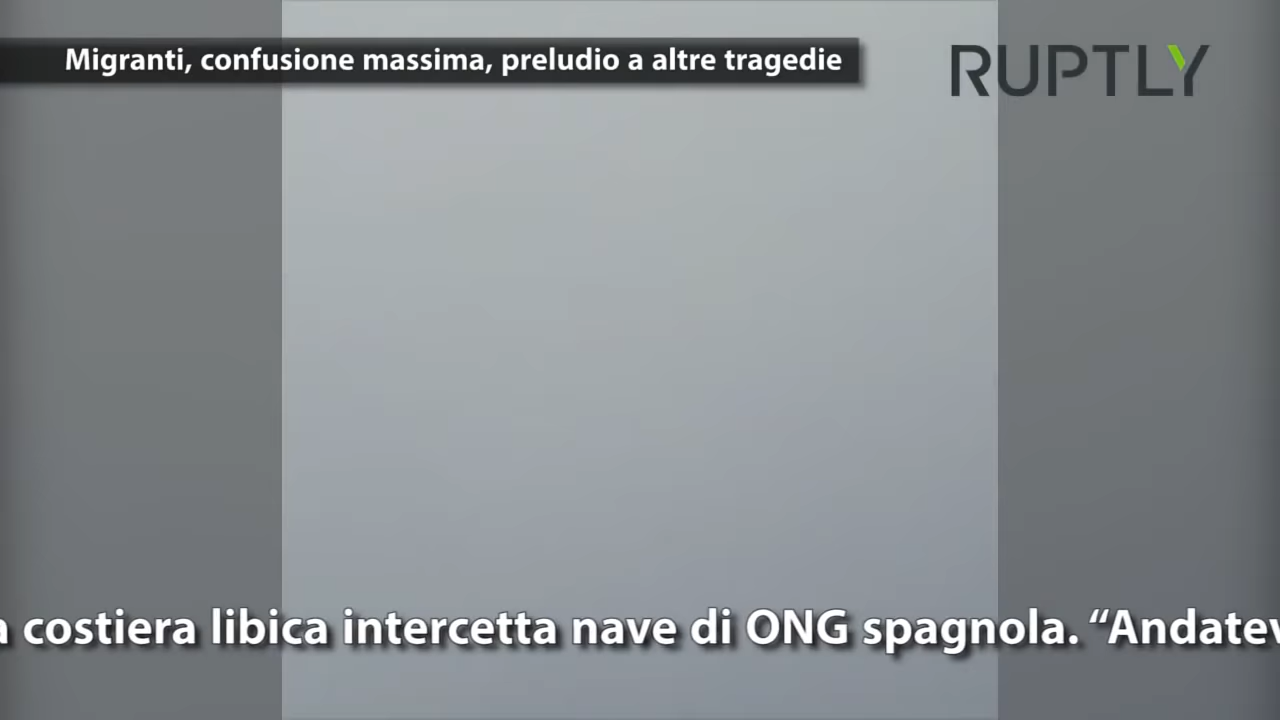 Migranti, confusione massima, preludio a altre tragedie
RUPTLY
a costiera libica intercetta nave di ONG spagnola. “Andatev